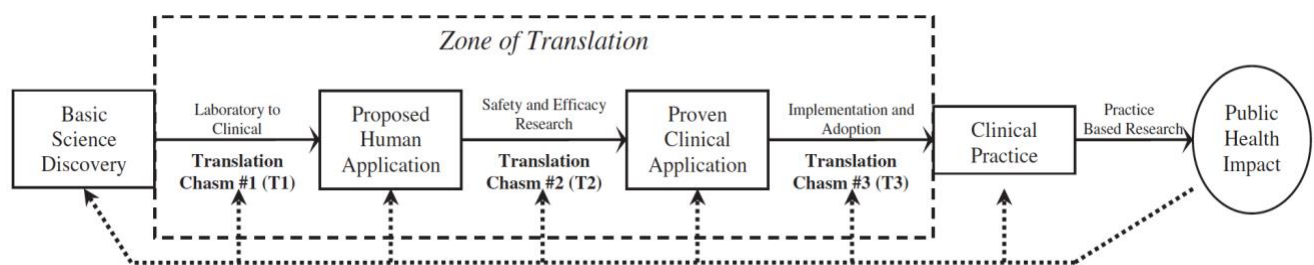 Zone of Translation
Basic
Science
Discovery
Laboratory to
Clinical
Translation
Chasm #1 (T1)
Proposed
Human
Application
Safety and Efficacy
Research
Translation
Chasm #2 (T2)
Proven
Clinical
Application
Implementation and
Adoption
Translation
Chasm #3 (T3)
Clinical
Practice
Practice
Based Research
Public
Health
Impact